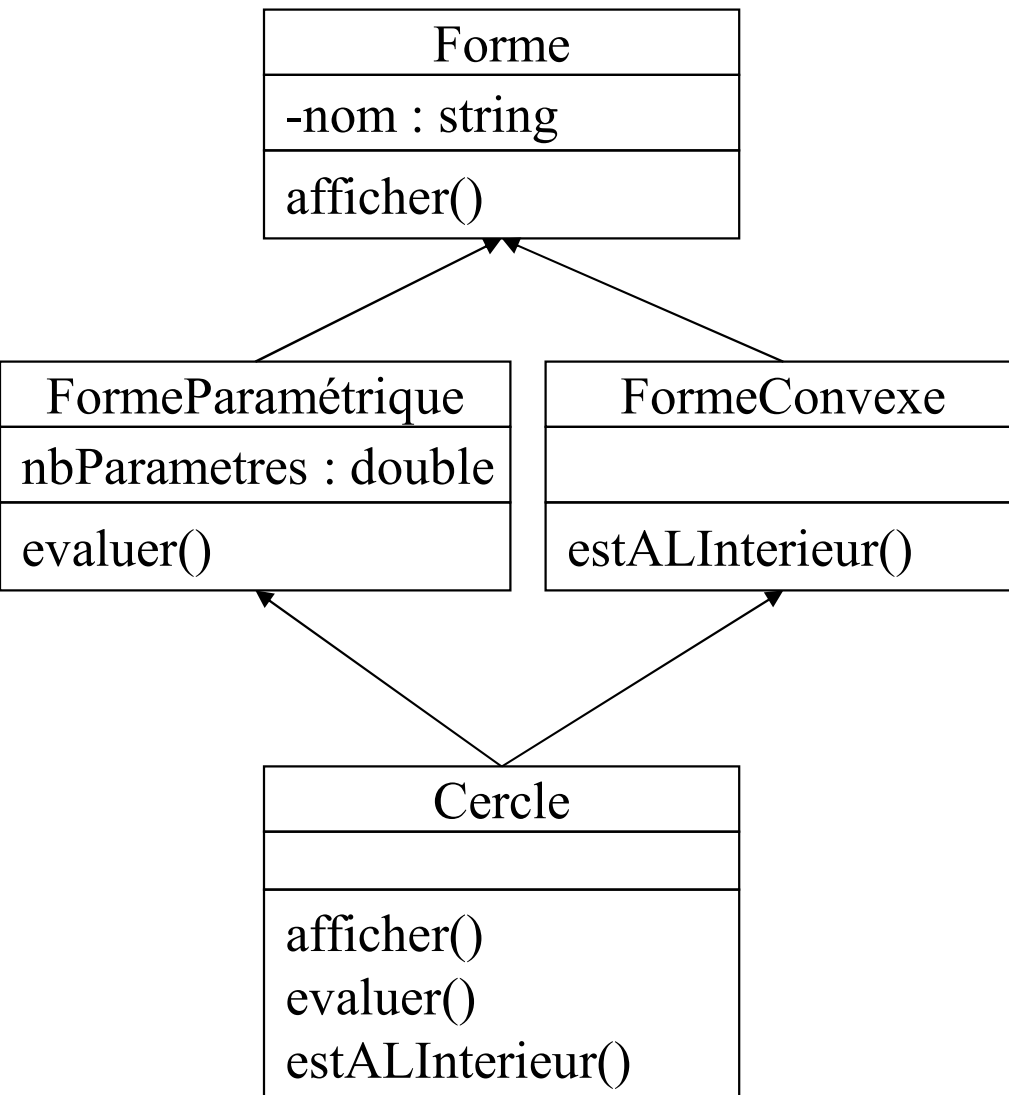 Forme
-nom : string
afficher()
FormeParamétrique
nbParametres : double
evaluer()
FormeConvexe
estALInterieur()
Cercle
afficher()
evaluer()
estALInterieur()